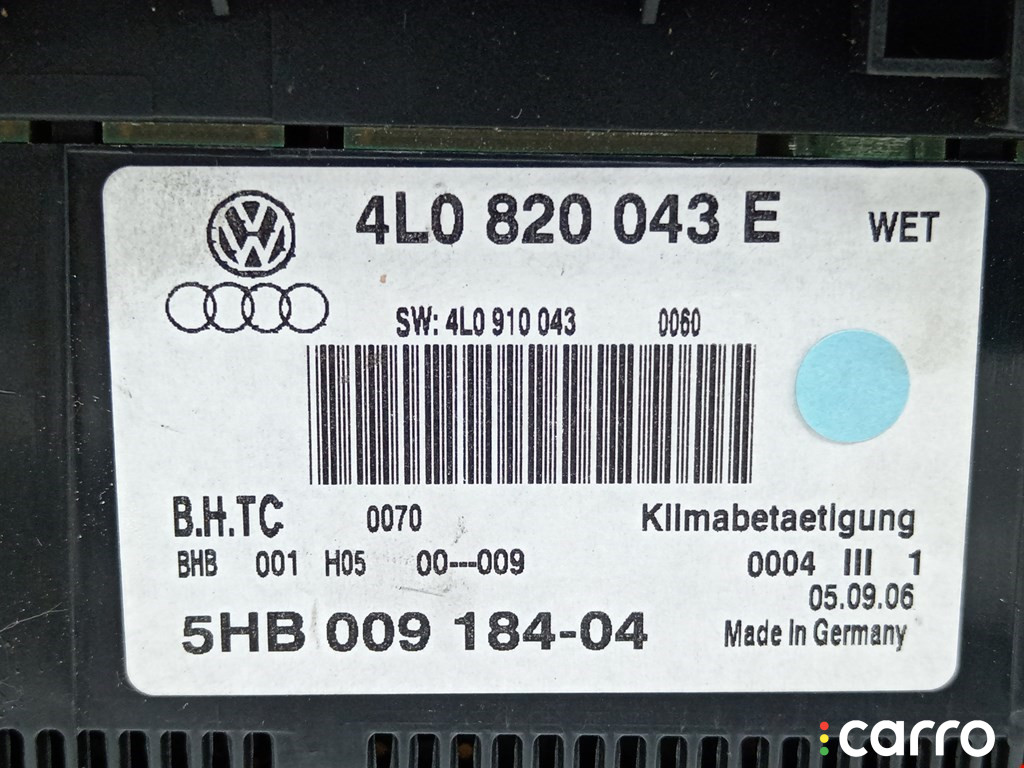 4L0 820 043 E WET
SW: 4L0 910 043 0060
B.H.TC 0070 Klimabetaetigung
BHB 001 H05 00---009 0004 III 1
05.09.06
5HB 009 184-04 Made In Germany
carro